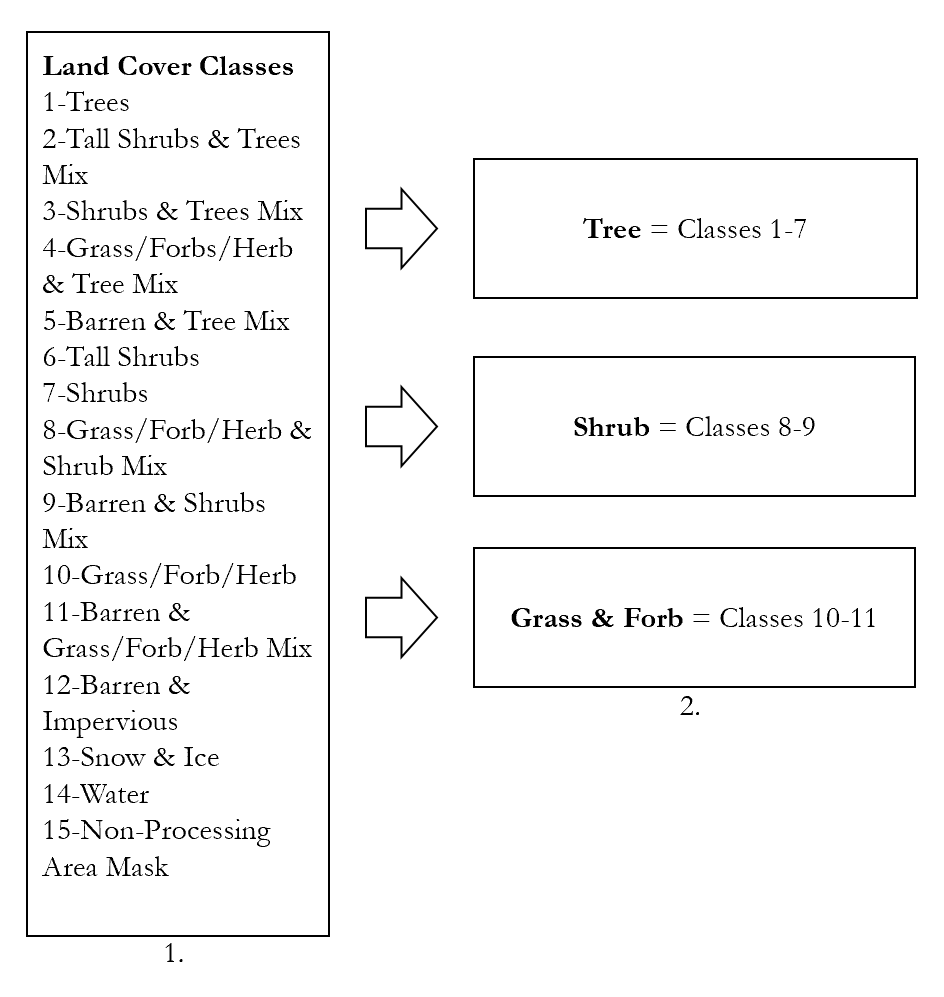 Land Cover Classes
1-Trees
2-Tall Shrubs & Trees
Mix
3-Shrubs & Trees Mix
4-Grass/Forbs/Herb
& Tree Mix
5-Barren & Tree Mix
6-Tall Shrubs
7-Shrubs
8-Grass/Forb/Herb &
Shrub Mix
9-Barren & Shrubs
Mix
10-Grass/Forb/Herb
11-Barren &
Grass/Forb/Herb Mix
12-Barren &
Impervious
13-Snow & Ice
14-Water
15-Non-Processing
Area Mask
1.
Tree = Classes 1-7
Shrub = Classes 8-9
Grass & Forb = Classes 10-11
2.